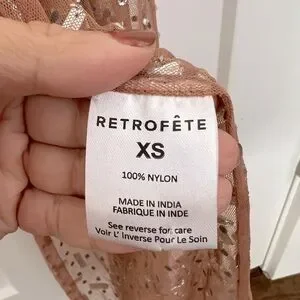 RETROFÊTE
XS
100% NYLON
MADE IN INDIA
FABRIQUE IN INDE
See reverse for care
Voir L' Inverse Pour Le Soin